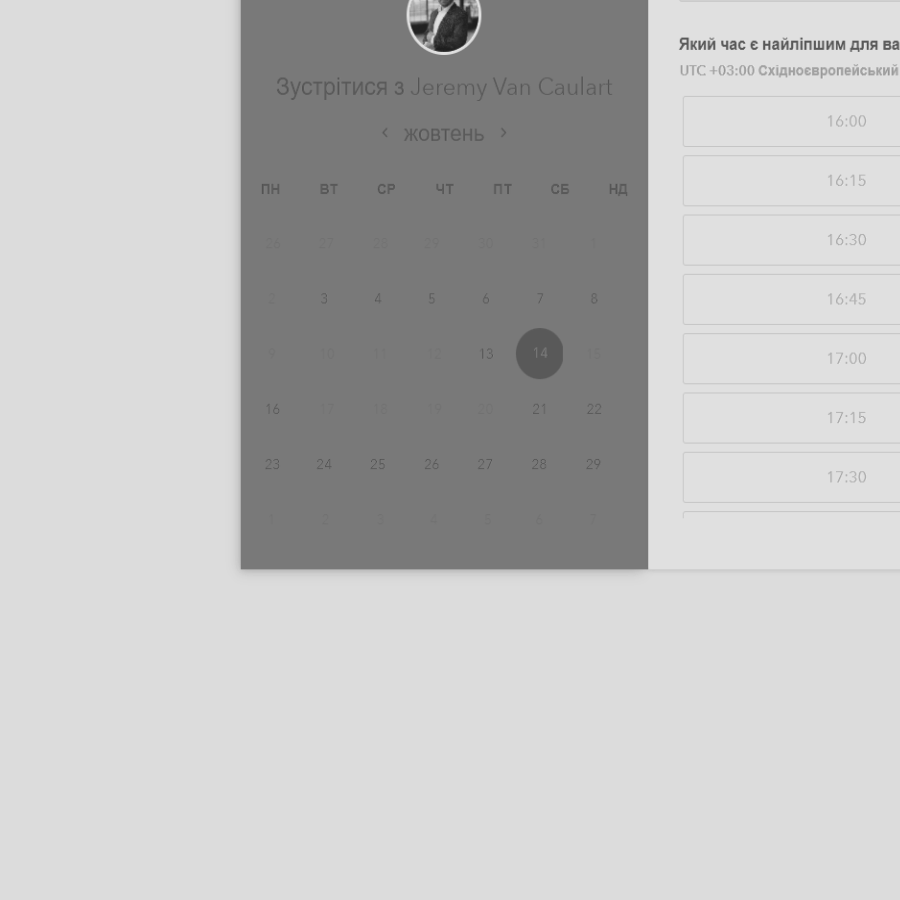 Зустрітися з Jeremy Van Caulart
жовтень
ПН ВТ СР ЧТ ПТ СБ НД
26 27 28 29 30 31 1
2 3 4 5 6 7 8
9 10 11 12 13 14 15
16 17 18 19 20 21 22
23 24 25 26 27 28 29
1 2 3 4 5 6 7
Який час є найліпшим для ва
UTC +03:00 Східноєвропейський
16:00
16:15
16:30
16:45
17:00
17:15
17:30